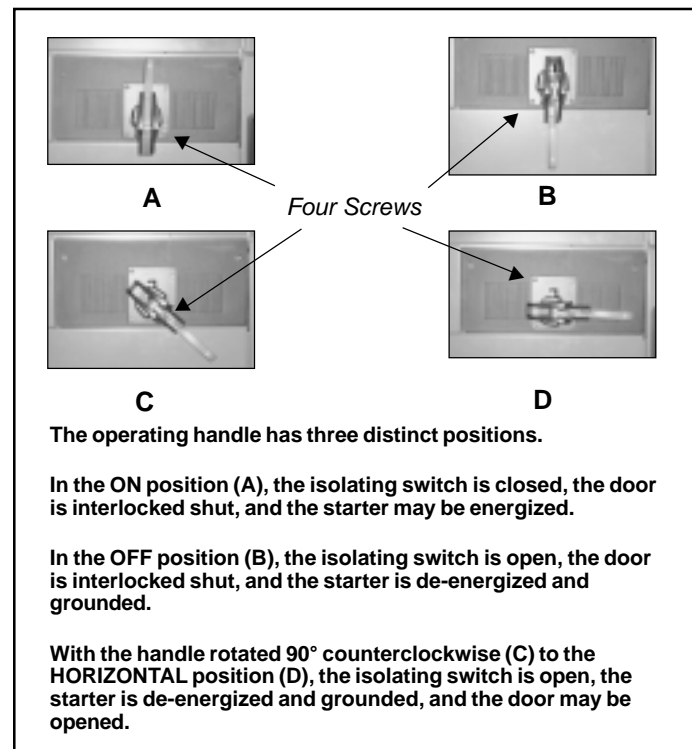 A
B
Four Screws
C
D
The operating handle has three distinct positions.
In the ON position (A), the isolating switch is closed, the door
is interlocked shut, and the starter may be energized.
In the OFF position (B), the isolating switch is open, the door
is interlocked shut, and the starter is de-energized and
grounded.
With the handle rotated 90° counterclockwise (C) to the
HORIZONTAL position (D), the isolating switch is open, the
starter is de-energized and grounded, and the door may be
opened.